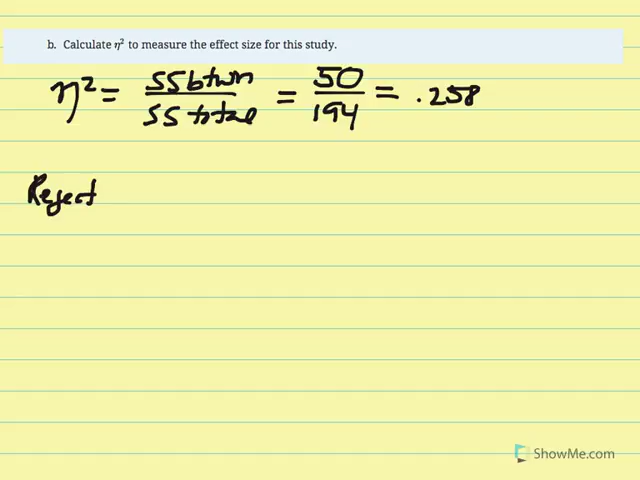 b. Calculate η² to measure the effect size for this study.
η² = SS btwn / SS total = 50 / 194 = .258
Reject
ShowMe.com